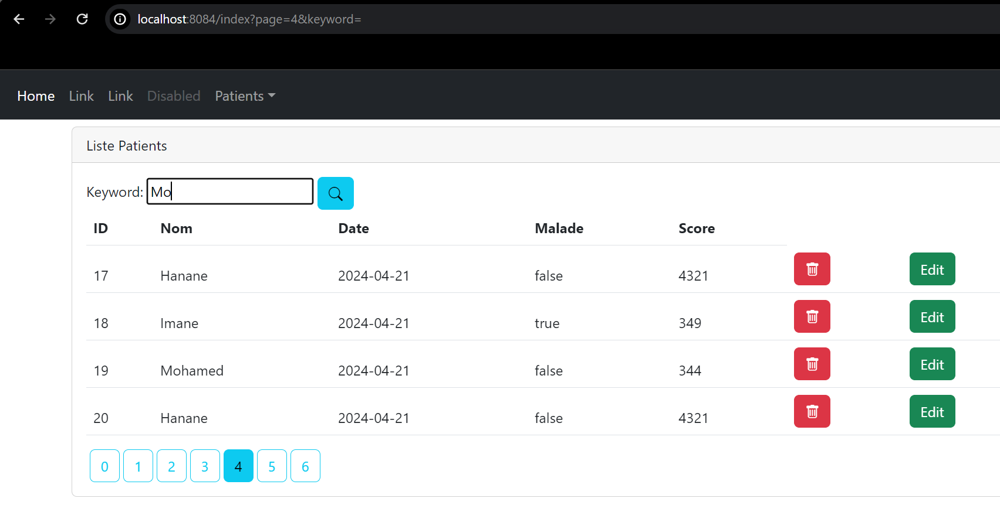 localhost:8084/index?page=4&keyword=
Home Link Link Disabled Patients
Liste Patients
Keyword: Mo
ID Nom Date Malade Score
17 Hanane 2024-04-21 false 4321 Edit
18 Imane 2024-04-21 true 349 Edit
19 Mohamed 2024-04-21 false 344 Edit
20 Hanane 2024-04-21 false 4321 Edit
0 1 2 3 4 5 6